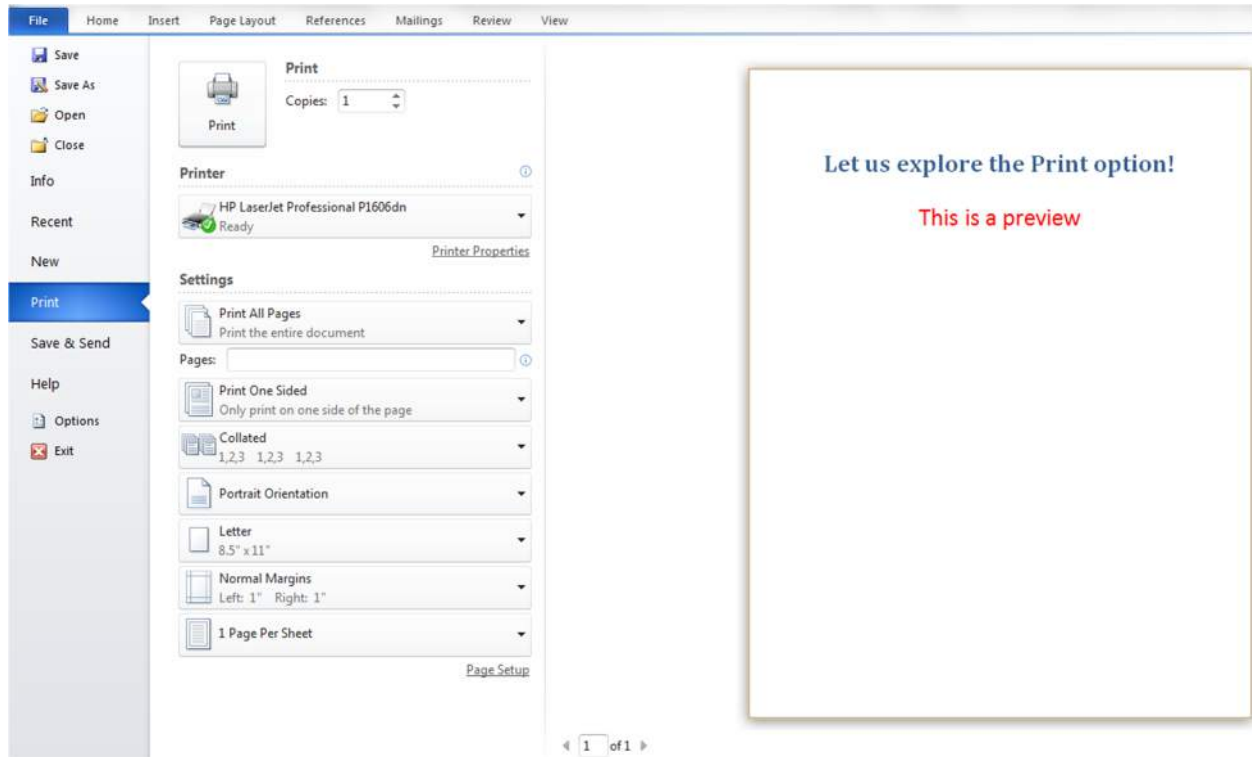 File Home Insert Page Layout References Mailings Review View
Save
Save As
Open
Close
Info
Recent
New
Print
Save & Send
Help
Options
Exit
Print
Print
Copies: 1
Printer
HP LaserJet Professional P1606dn
Ready
Printer Properties
Settings
Print All Pages
Print the entire document
Pages:
Print One Sided
Only print on one side of the page
Collated
1,2,3 1,2,3 1,2,3
Portrait Orientation
Letter
8.5" x 11"
Normal Margins
Left: 1" Right: 1"
1 Page Per Sheet
Page Setup
Let us explore the Print option!
This is a preview
1 of 1